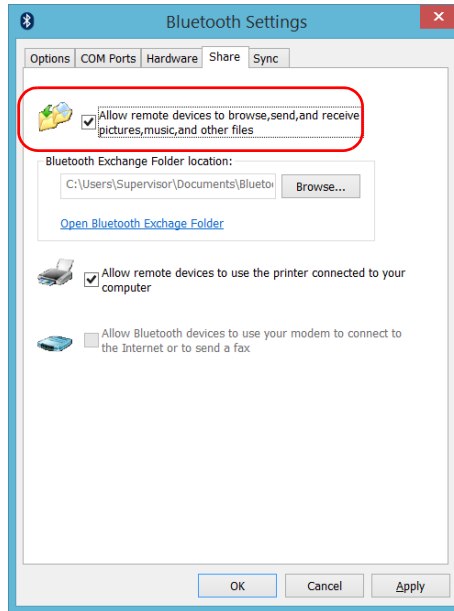 Bluetooth Settings
Options COM Ports Hardware Share Sync
Allow remote devices to browse,send,and receive
pictures,music,and other files
Bluetooth Exchange Folder location:
C:\Users\Supervisor\Documents\Blueto
Browse...
Open Bluetooth Exchage Folder
Allow remote devices to use the printer connected to your
computer
Allow Bluetooth devices to use your modem to connect to
the Internet or to send a fax
OK Cancel Apply